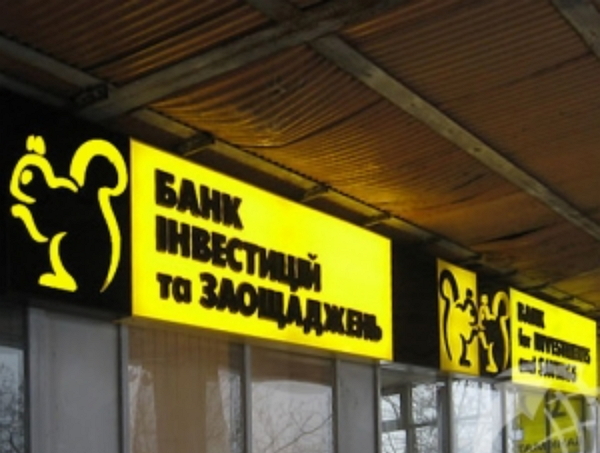 БАНК
ІНВЕСТИЦІЙ
та ЗАОЩАДЖЕНЬ
BANK
for INVESTMENTS
and SAVINGS